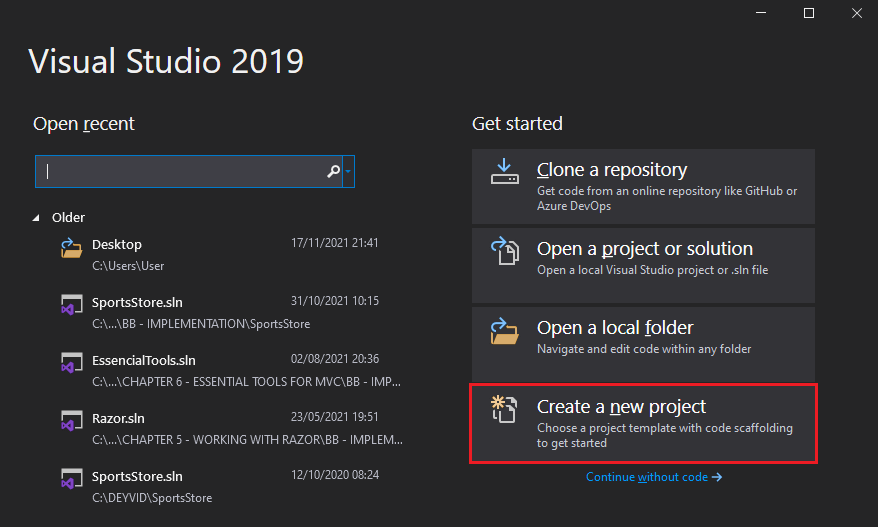 Visual Studio 2019
Open recent
Older
Desktop 17/11/2021 21:41
C:\Users\User
SportsStore.sln 31/10/2021 10:15
C:\...\BB - IMPLEMENTATION\SportsStore
EssencialTools.sln 02/08/2021 20:36
C:\...\CHAPTER 6 - ESSENTIAL TOOLS FOR MVC\BB - IMP...
Razor.sln 23/05/2021 19:51
C:\...\CHAPTER 5 - WORKING WITH RAZOR\BB - IMPLEM...
SportsStore.sln 12/10/2020 08:24
C:\DEYVID\SportsStore
Get started
Clone a repository
Get code from an online repository like GitHub or
Azure DevOps
Open a project or solution
Open a local Visual Studio project or .sln file
Open a local folder
Navigate and edit code within any folder
Create a new project
Choose a project template with code scaffolding
to get started
Continue without code →